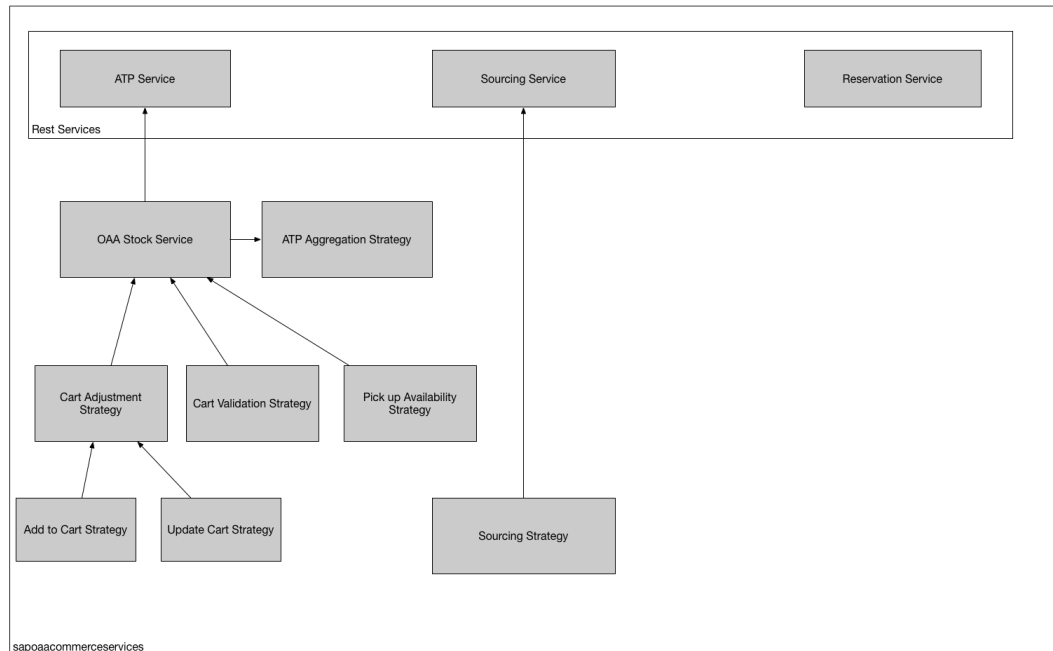 ATP Service
Sourcing Service
Reservation Service
Rest Services
OAA Stock Service
ATP Aggregation Strategy
Cart Adjustment
Strategy
Cart Validation Strategy
Pick up Availability
Strategy
Add to Cart Strategy
Update Cart Strategy
Sourcing Strategy
sapoaacommerceservices